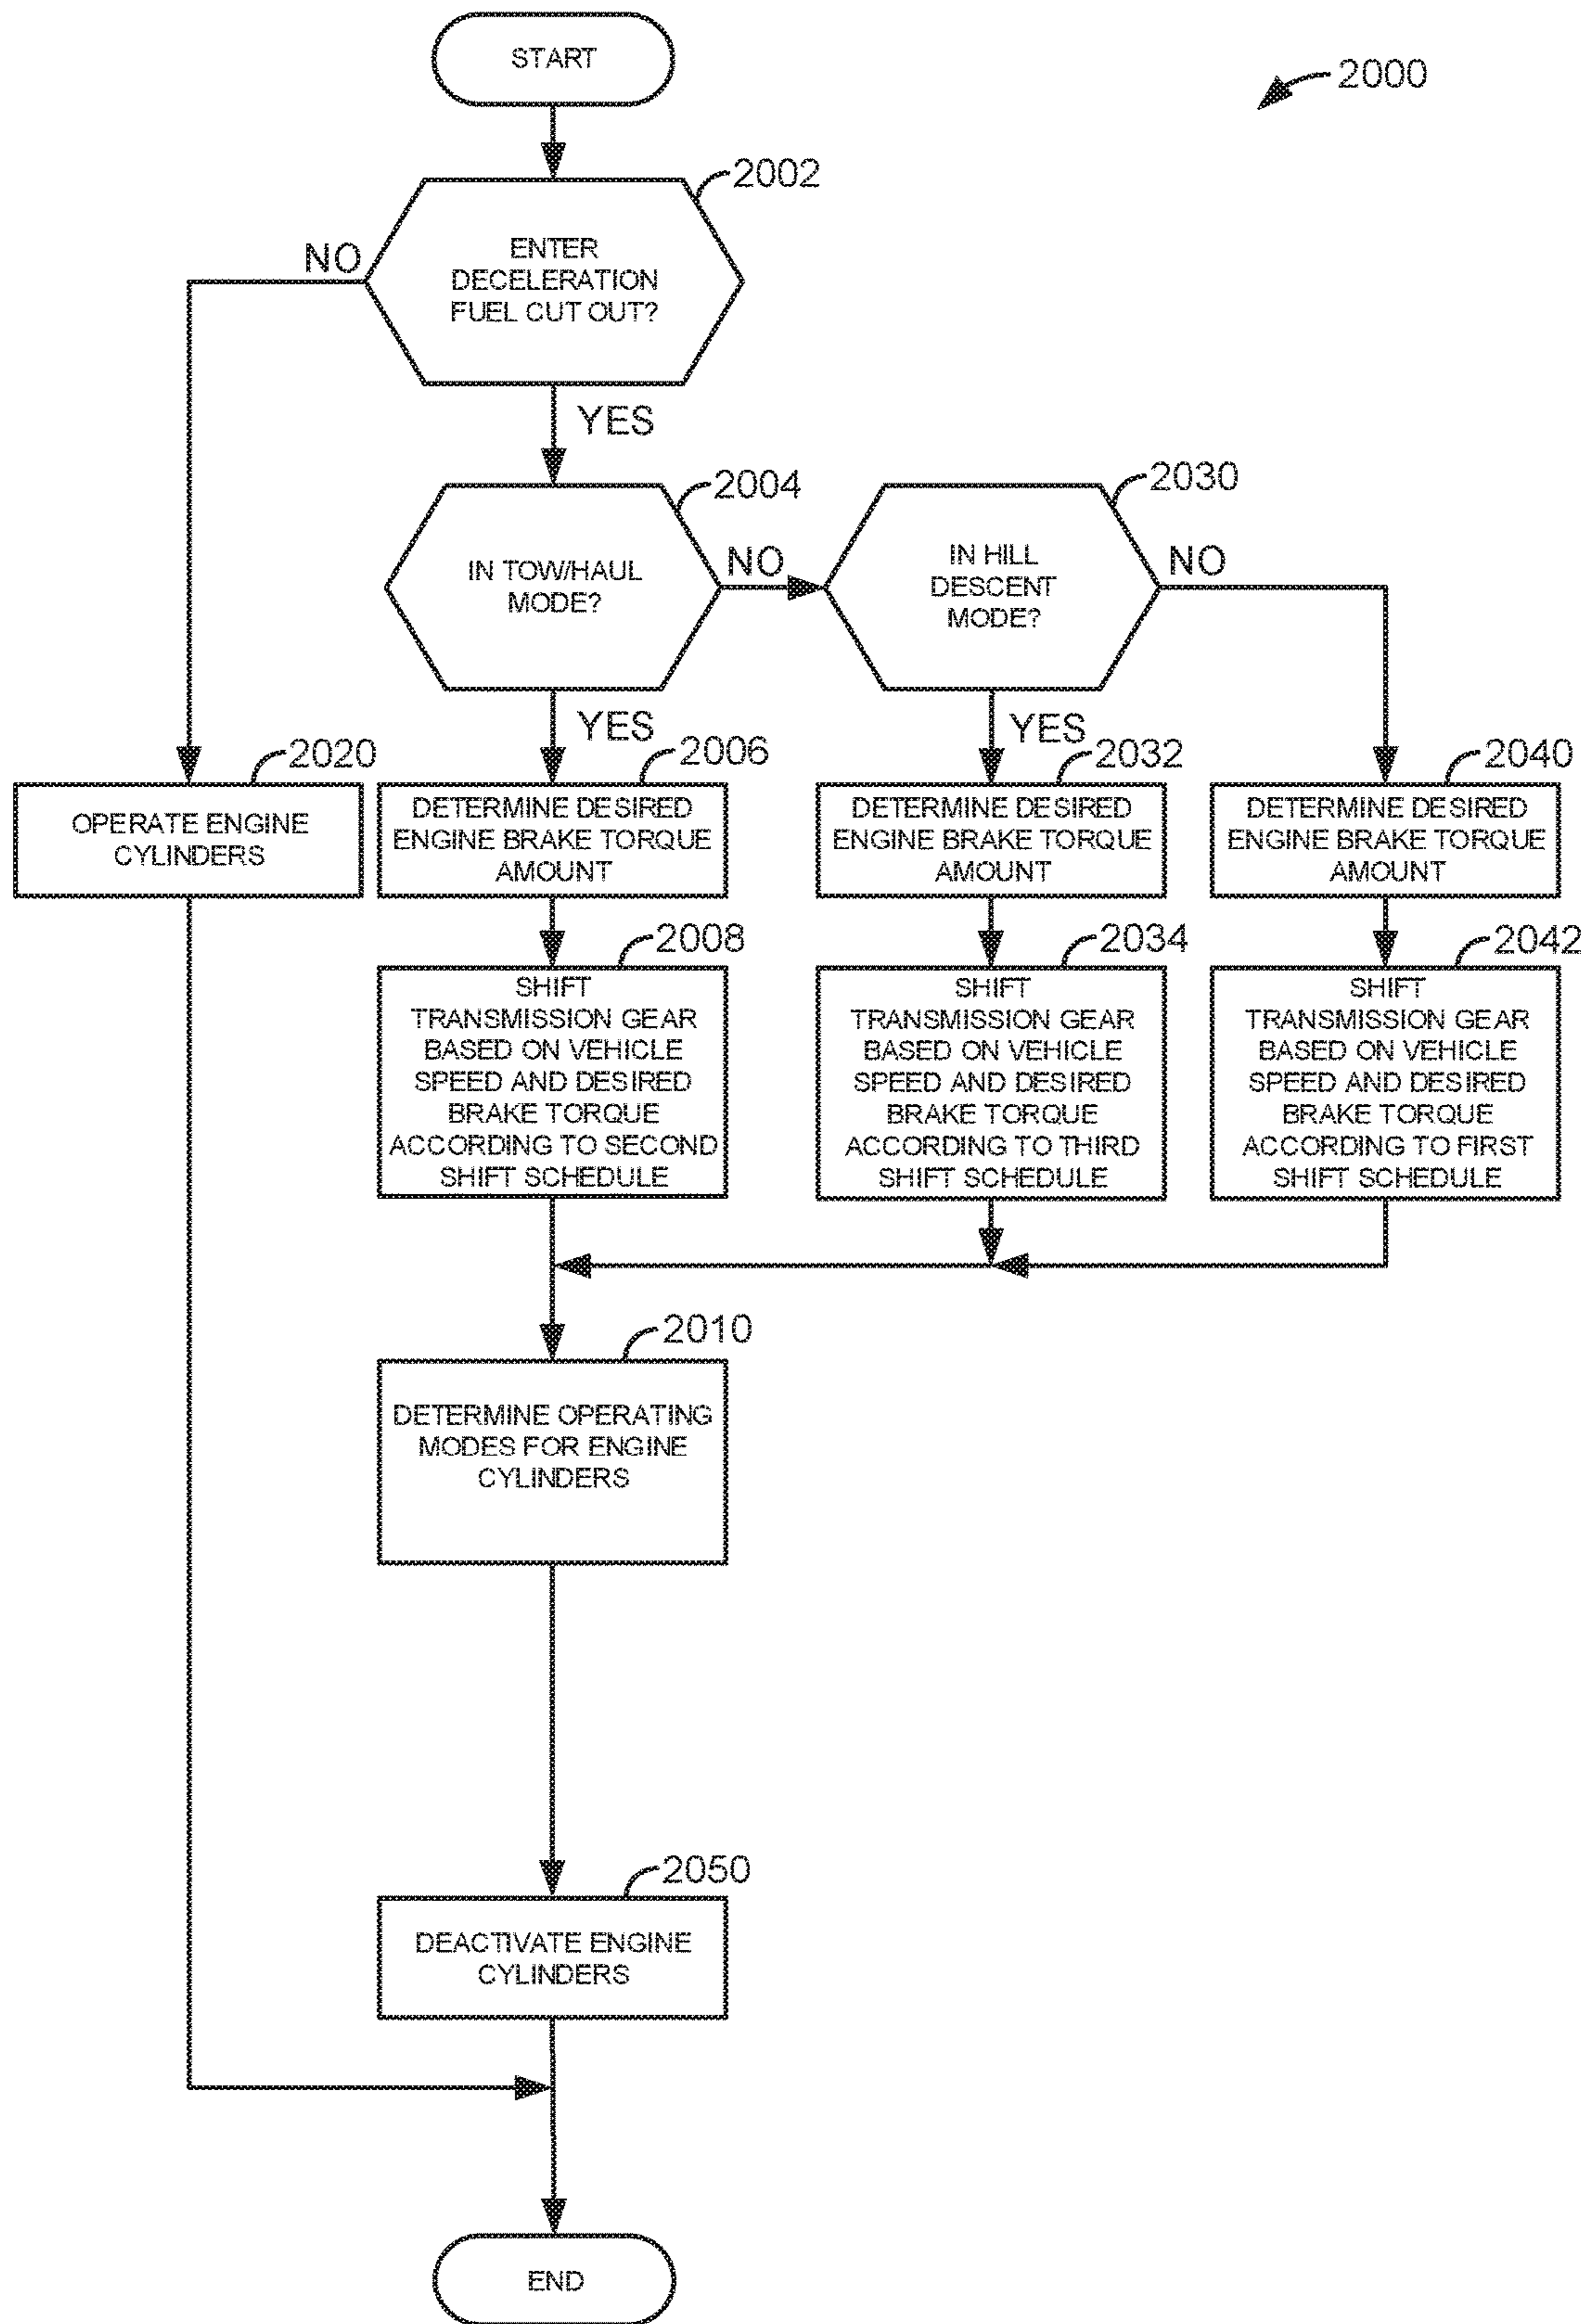 START
2000
2002
ENTER
DECELERATION
FUEL CUT OUT?
NO
YES
2004
IN TOW/HAUL
MODE?
NO
2030
IN HILL
DESCENT
MODE?
NO
YES
YES
2020
OPERATE ENGINE
CYLINDERS
2006
DETERMINE DESIRED
ENGINE BRAKE TORQUE
AMOUNT
2032
DETERMINE DESIRED
ENGINE BRAKE TORQUE
AMOUNT
2040
DETERMINE DESIRED
ENGINE BRAKE TORQUE
AMOUNT
2008
SHIFT
TRANSMISSION GEAR
BASED ON VEHICLE
SPEED AND DESIRED
BRAKE TORQUE
ACCORDING TO SECOND
SHIFT SCHEDULE
2034
SHIFT
TRANSMISSION GEAR
BASED ON VEHICLE
SPEED AND DESIRED
BRAKE TORQUE
ACCORDING TO THIRD
SHIFT SCHEDULE
2042
SHIFT
TRANSMISSION GEAR
BASED ON VEHICLE
SPEED AND DESIRED
BRAKE TORQUE
ACCORDING TO FIRST
SHIFT SCHEDULE
2010
DETERMINE OPERATING
MODES FOR ENGINE
CYLINDERS
2050
DEACTIVATE ENGINE
CYLINDERS
END